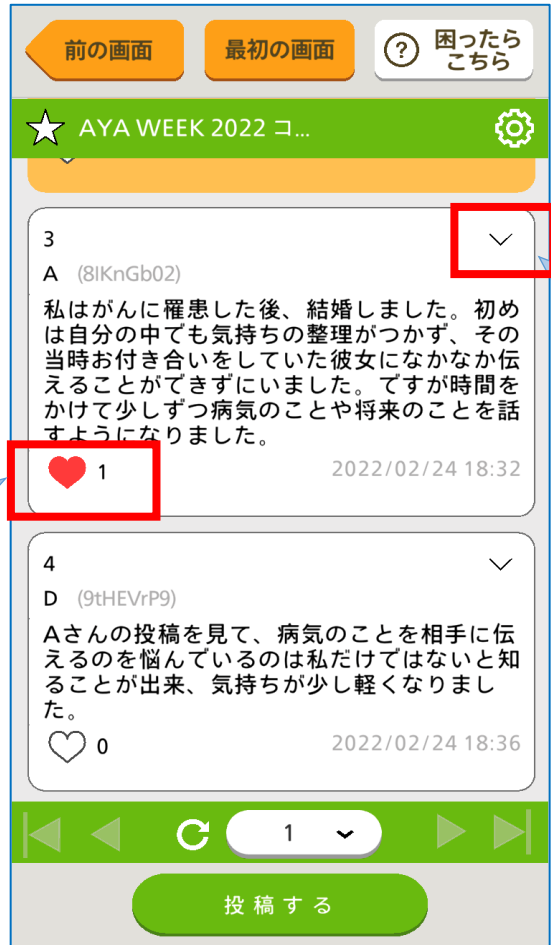 前の画面
最初の画面
?
困ったら
こちら
AYA WEEK 2022 コ...
3
A (8IKnGb02)
私はがんに罹患した後、結婚しました。初め
は自分の中でも気持ちの整理がつかず、その
当時お付き合いをしていた彼女になかなか伝
えることができずにいました。ですが時間を
かけて少しずつ病気のことや将来のことを話
すようになりました。
1
2022/02/24 18:32
4
D (9tHEVrP9)
Aさんの投稿を見て、病気のことを相手に伝
えるのを悩んでいるのは私だけではないと知
ることが出来、気持ちが少し軽くなりまし
た。
0
2022/02/24 18:36
1
投稿する